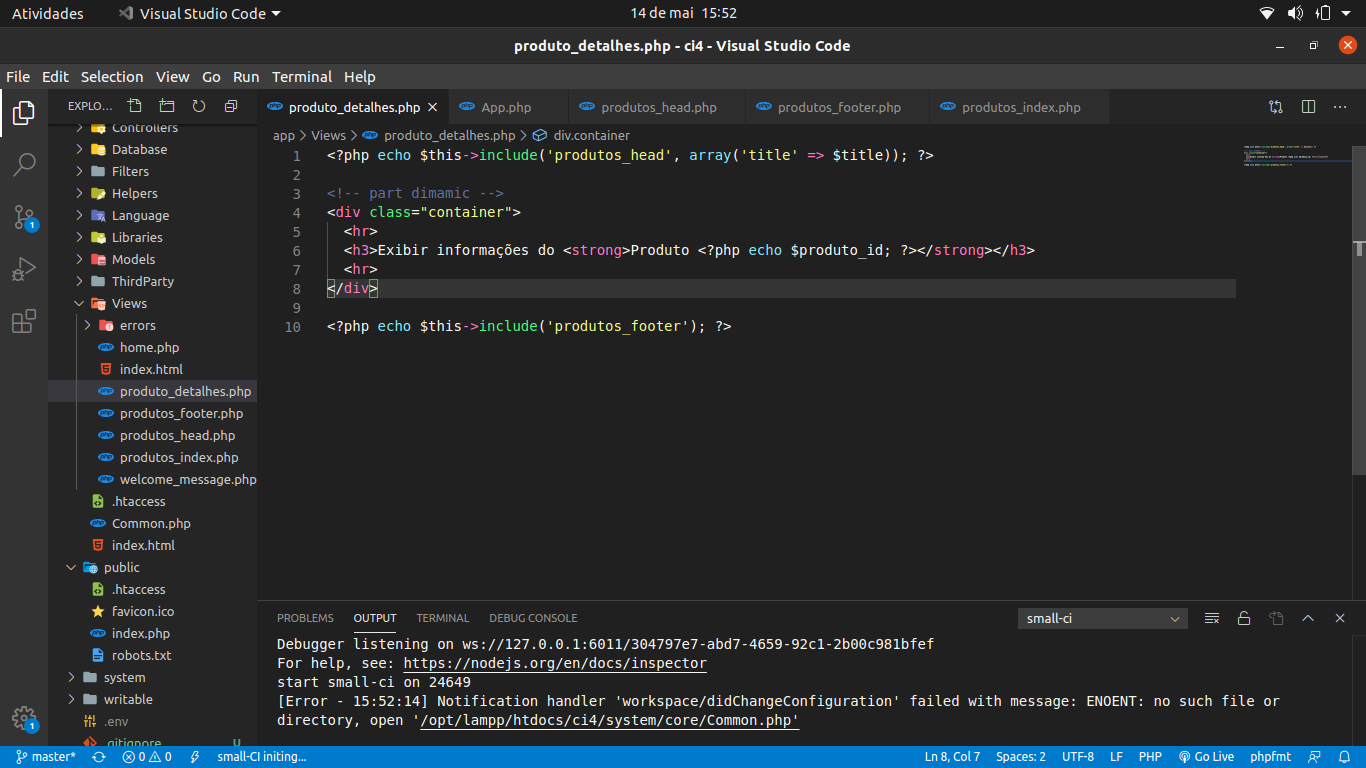 Atividades
Visual Studio Code
14 de mai 15:52
produto_detalhes.php - ci4 - Visual Studio Code
File Edit Selection View Go Run Terminal Help
EXPLO...
produto_detalhes.php
App.php
produtos_head.php
produtos_footer.php
produtos_index.php
app > Views > produto_detalhes.php > div.container
Controllers
Database
Filters
Helpers
Language
Libraries
Models
ThirdParty
Views
errors
home.php
index.html
produto_detalhes.php
produtos_footer.php
produtos_head.php
produtos_index.php
welcome_message.php
.htaccess
Common.php
index.html
public
.htaccess
favicon.ico
index.php
robots.txt
system
writable
.env
.gitignore U
1
1
1 <?php echo $this->include('produtos_head', array('title' => $title)); ?>
2
3 <!-- part dimamic -->
4 <div class="container">
5 <hr>
6 <h3>Exibir informações do <strong>Produto <?php echo $produto_id; ?></strong></h3>
7 <hr>
8 </div>
9
10 <?php echo $this->include('produtos_footer'); ?>
PROBLEMS OUTPUT TERMINAL DEBUG CONSOLE
small-ci
Debugger listening on ws://127.0.0.1:6011/304797e7-abd7-4659-92c1-2b00c981bfef
For help, see: https://nodejs.org/en/docs/inspector
start small-ci on 24649
[Error - 15:52:14] Notification handler 'workspace/didChangeConfiguration' failed with message: ENOENT: no such file or
directory, open '/opt/lampp/htdocs/ci4/system/core/Common.php'
master* 0 0 small-CI initing... Ln 8, Col 7 Spaces: 2 UTF-8 LF PHP Go Live phpfmt